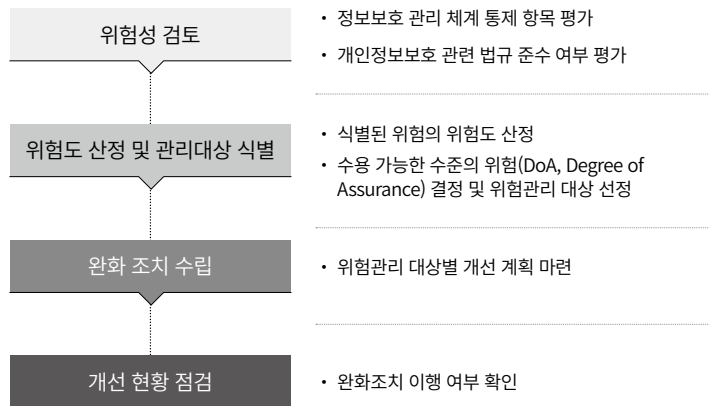 위험성 검토
• 정보보호 관리 체계 통제 항목 평가
• 개인정보보호 관련 법규 준수 여부 평가
위험도 산정 및 관리대상 식별
• 식별된 위험의 위험도 산정
• 수용 가능한 수준의 위험(DoA, Degree of
Assurance) 결정 및 위험관리 대상 선정
완화 조치 수립
• 위험관리 대상별 개선 계획 마련
개선 현황 점검
• 완화조치 이행 여부 확인